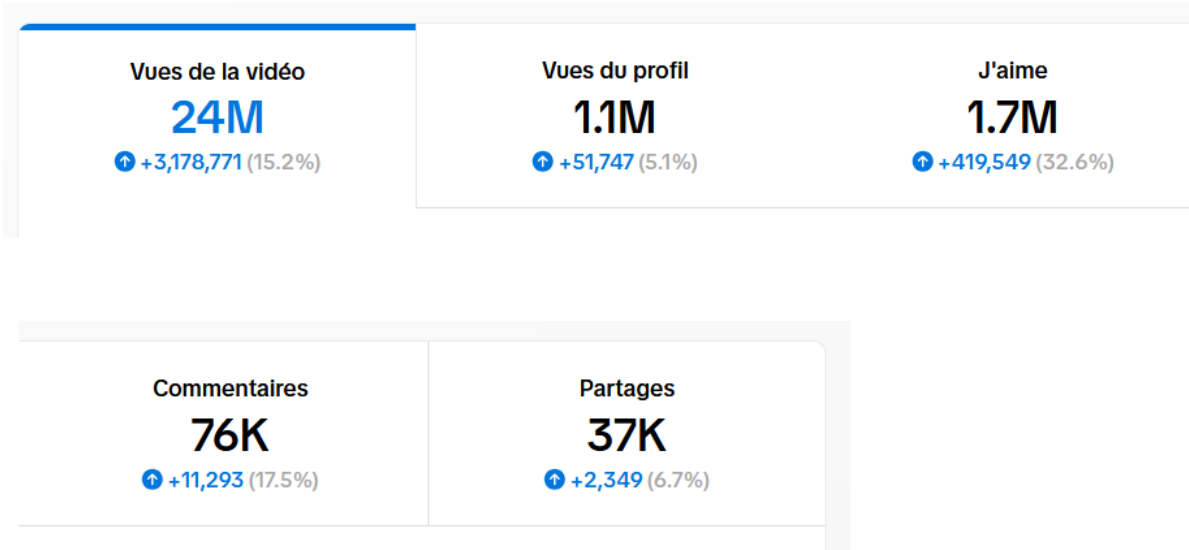 Vues de la vidéo
24M
+3,178,771 (15.2%)
Vues du profil
1.1M
+51,747 (5.1%)
J'aime
1.7M
+419,549 (32.6%)
Commentaires
76K
+11,293 (17.5%)
Partages
37K
+2,349 (6.7%)